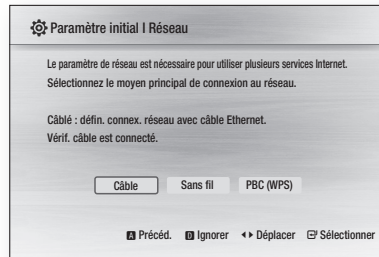 Paramètre initial I Réseau
Le paramètre de réseau est nécessaire pour utiliser plusieurs services Internet.
Sélectionnez le moyen principal de connexion au réseau.
Câblé : défin. connex. réseau avec câble Ethernet.
Vérif. câble est connecté.
Câble Sans fil PBC (WPS)
A Précéd. D Ignorer Déplacer Sélectionner